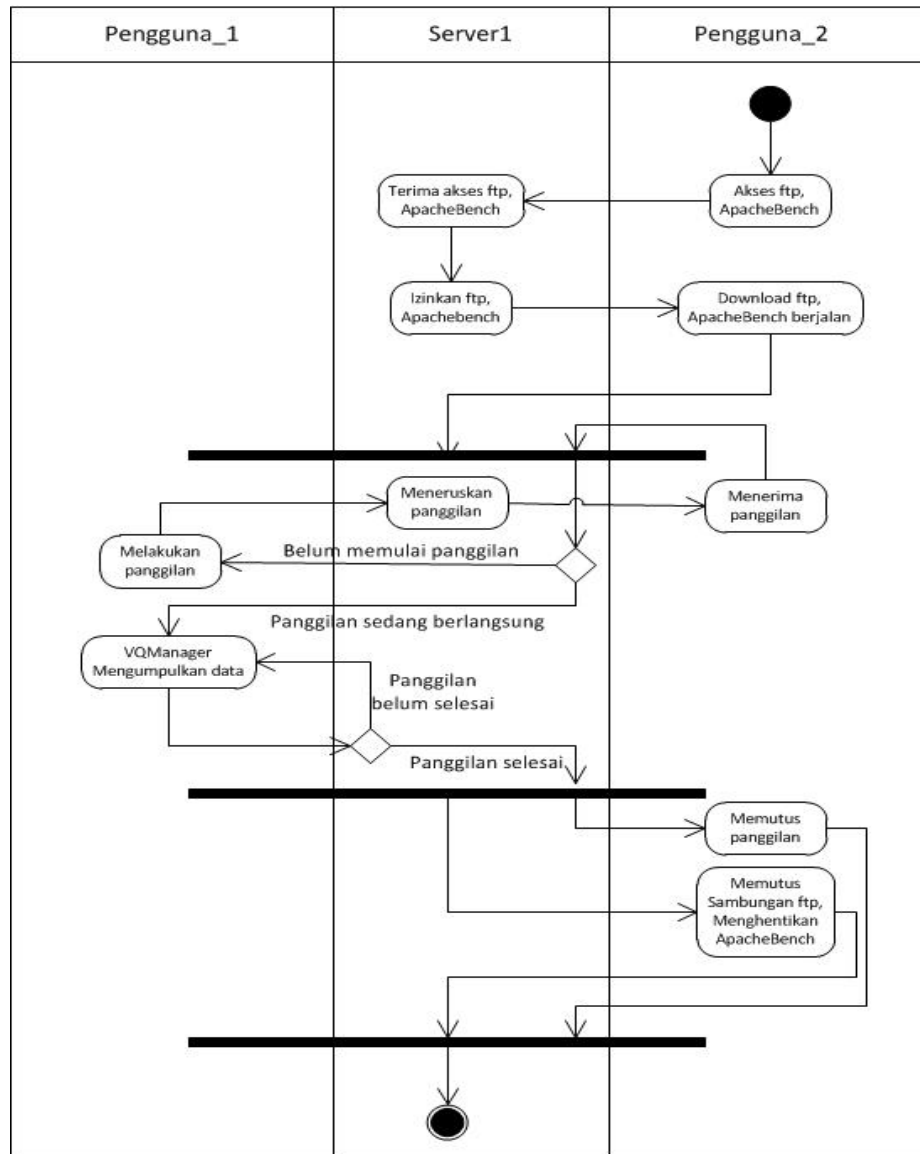 Pengguna_1
Server1
Pengguna_2
Terima akses ftp,
ApacheBench
Akses ftp,
ApacheBench
Izinkan ftp,
Apachebench
Download ftp,
ApacheBench berjalan
Meneruskan
panggilan
Menerima
panggilan
Melakukan
panggilan
Belum memulai panggilan
Panggilan sedang berlangsung
VQManager
Mengumpulkan data
Panggilan
belum selesai
Panggilan selesai
Memutus
panggilan
Memutus
Sambungan ftp,
Menghentikan
ApacheBench